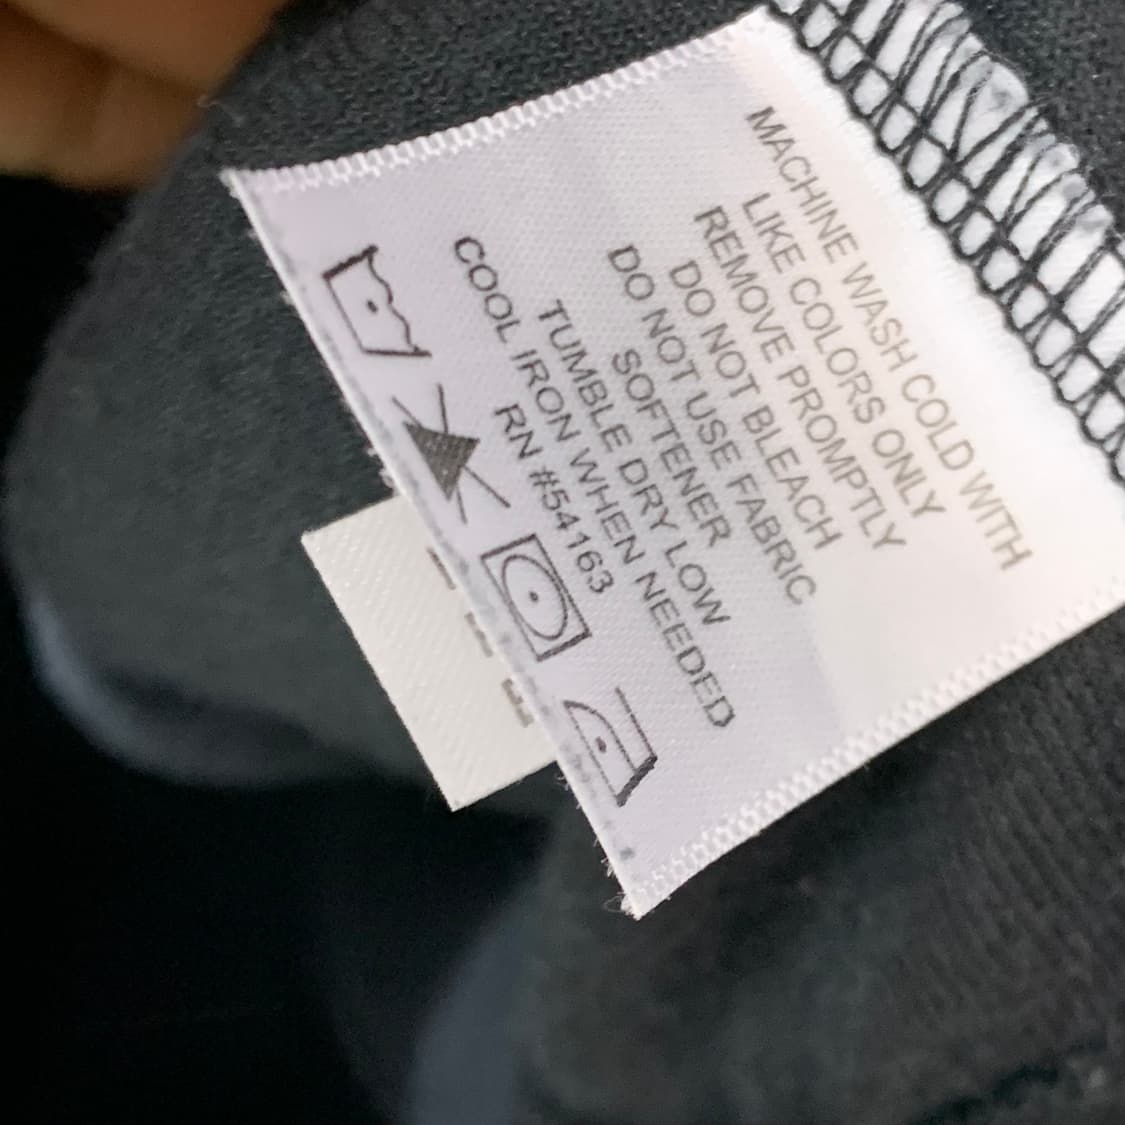 MACHINE WASH COLD WITH
LIKE COLORS ONLY
REMOVE PROMPTLY
DO NOT BLEACH
DO NOT USE FABRIC
SOFTENER
TUMBLE DRY LOW
COOL IRON WHEN NEEDED
RN #54163